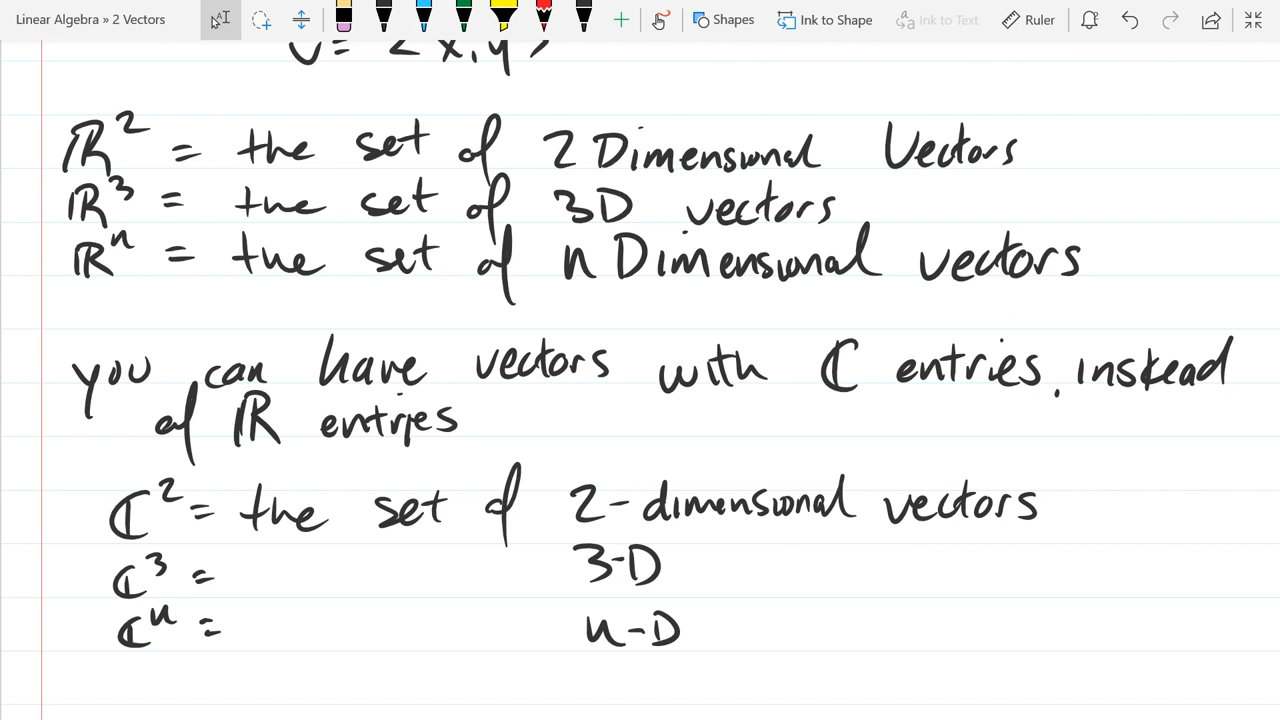 Linear Algebra » 2 Vectors
Shapes
Ink to Shape
Ink to Text
Ruler
v = <x, y>
ℝ² = the set of 2 Dimensional Vectors
ℝ³ = the set of 3D vectors
ℝⁿ = the set of n Dimensional vectors
you can have vectors with ℂ entries, instead
of ℝ entries
ℂ² = the set of 2-dimensional vectors
ℂ³ = 3-D
ℂⁿ = n-D